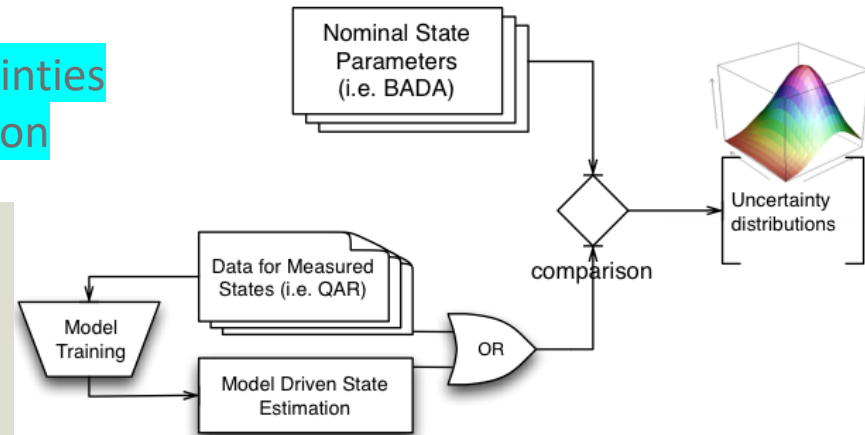 inties
on
Nominal State
Parameters
(i.e. BADA)
Uncertainty
distributions
comparison
Data for Measured
States (i.e. QAR)
Model
Training
OR
Model Driven State
Estimation